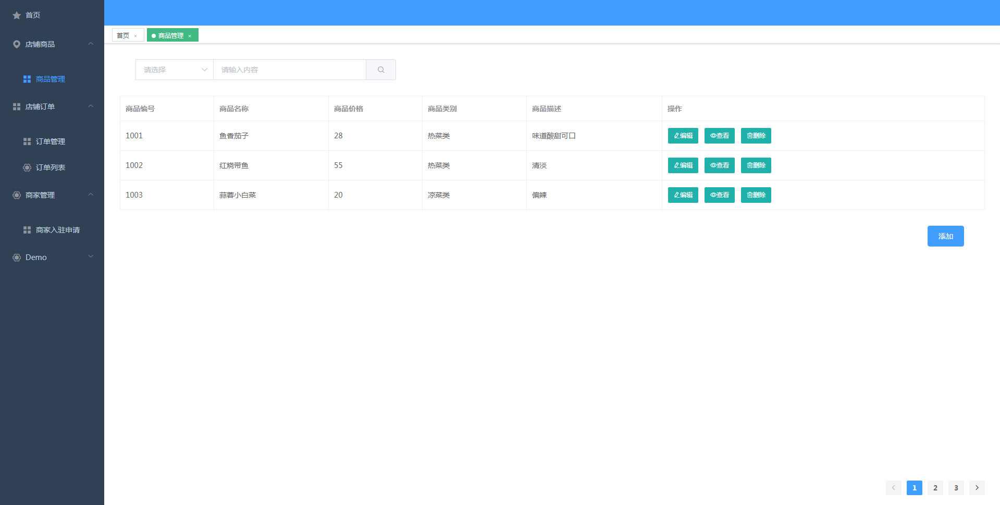 首页
店铺商品
商品管理
店铺订单
订单管理
订单列表
商家管理
商家入驻申请
Demo
首页 × 商品管理 ×
请选择 请输入内容
商品编号 商品名称 商品价格 商品类别 商品描述 操作
1001 鱼香茄子 28 热菜类 味道酸甜可口 编辑 查看 删除
1002 红烧带鱼 55 热菜类 清淡 编辑 查看 删除
1003 蒜蓉小白菜 20 凉菜类 偏辣 编辑 查看 删除
添加
1 2 3